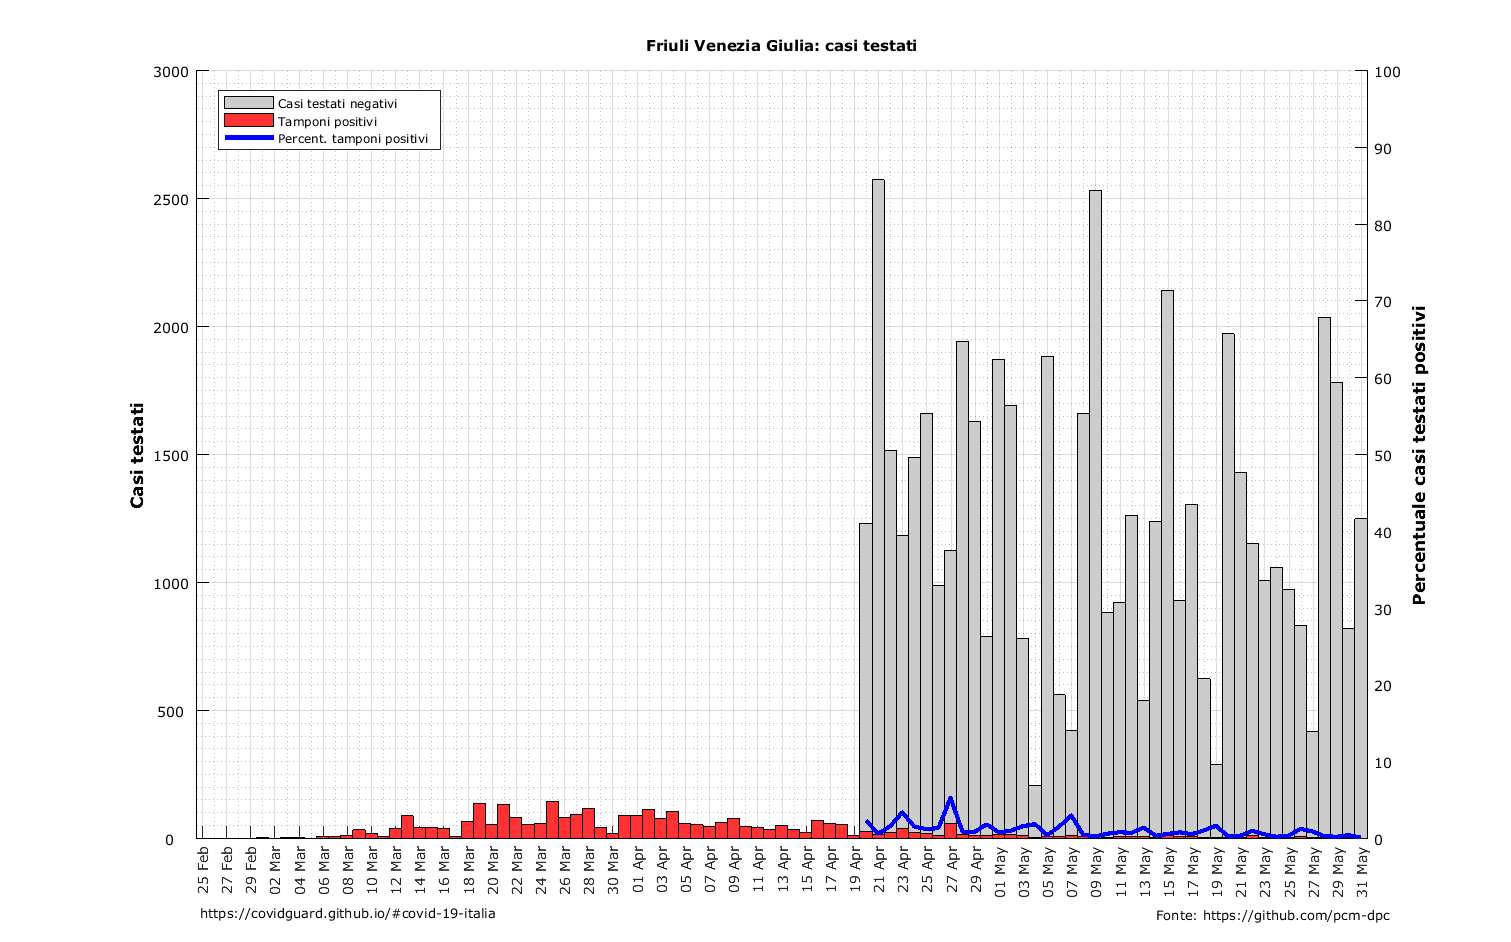 Friuli Venezia Giulia: casi testati
Casi testati negativi
Tamponi positivi
Percent. tamponi positivi
Casi testati
3000
2500
2000
1500
1000
500
0
100
90
80
70
60
50
40
30
20
10
0
Percentuale casi testati positivi
25 Feb
27 Feb
29 Feb
02 Mar
04 Mar
06 Mar
08 Mar
10 Mar
12 Mar
14 Mar
16 Mar
18 Mar
20 Mar
22 Mar
24 Mar
26 Mar
28 Mar
30 Mar
01 Apr
03 Apr
05 Apr
07 Apr
09 Apr
11 Apr
13 Apr
15 Apr
17 Apr
19 Apr
21 Apr
23 Apr
25 Apr
27 Apr
29 Apr
01 May
03 May
05 May
07 May
09 May
11 May
13 May
15 May
17 May
19 May
21 May
23 May
25 May
27 May
29 May
31 May
https://covidguard.github.io/#covid-19-italia
Fonte: https://github.com/pcm-dpc